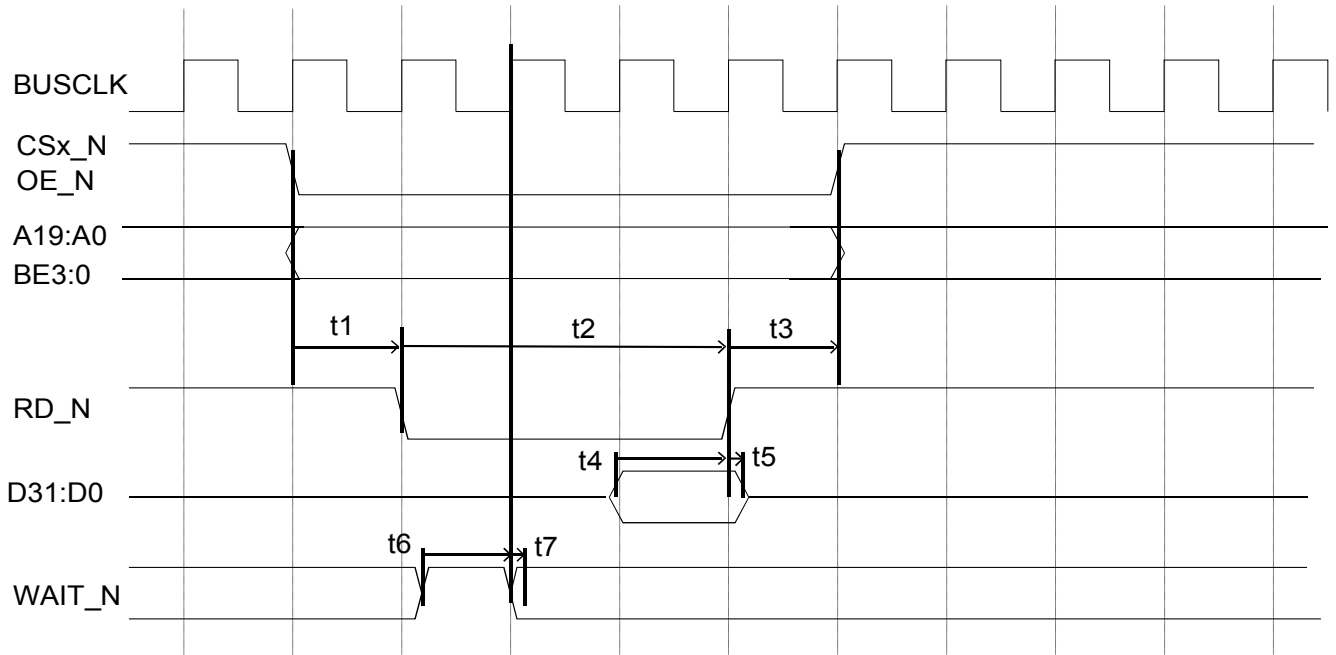 BUSCLK
CSx_N
OE_N
A19:A0
BE3:0
t1
t2
t3
RD_N
t4
t5
D31:D0
t6
t7
WAIT_N